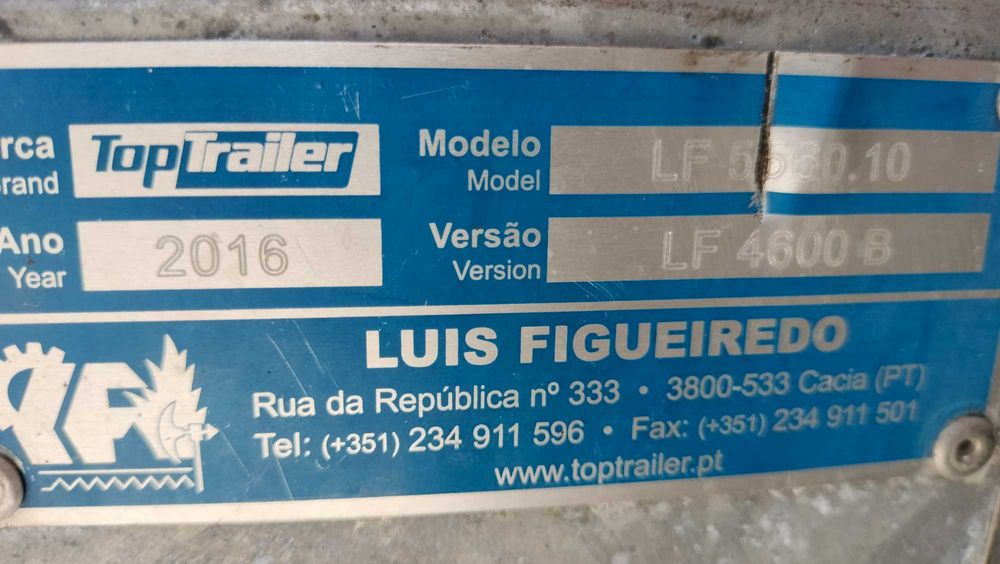 rca TopTrailer Modelo LF 5560.10
Brand Model
Ano 2016 Versão LF 4600 B
Year Version
LUIS FIGUEIREDO
Rua da República nº 333 • 3800-533 Cacia (PT)
Tel: (+351) 234 911 596 • Fax: (+351) 234 911 501
www.toptrailer.pt